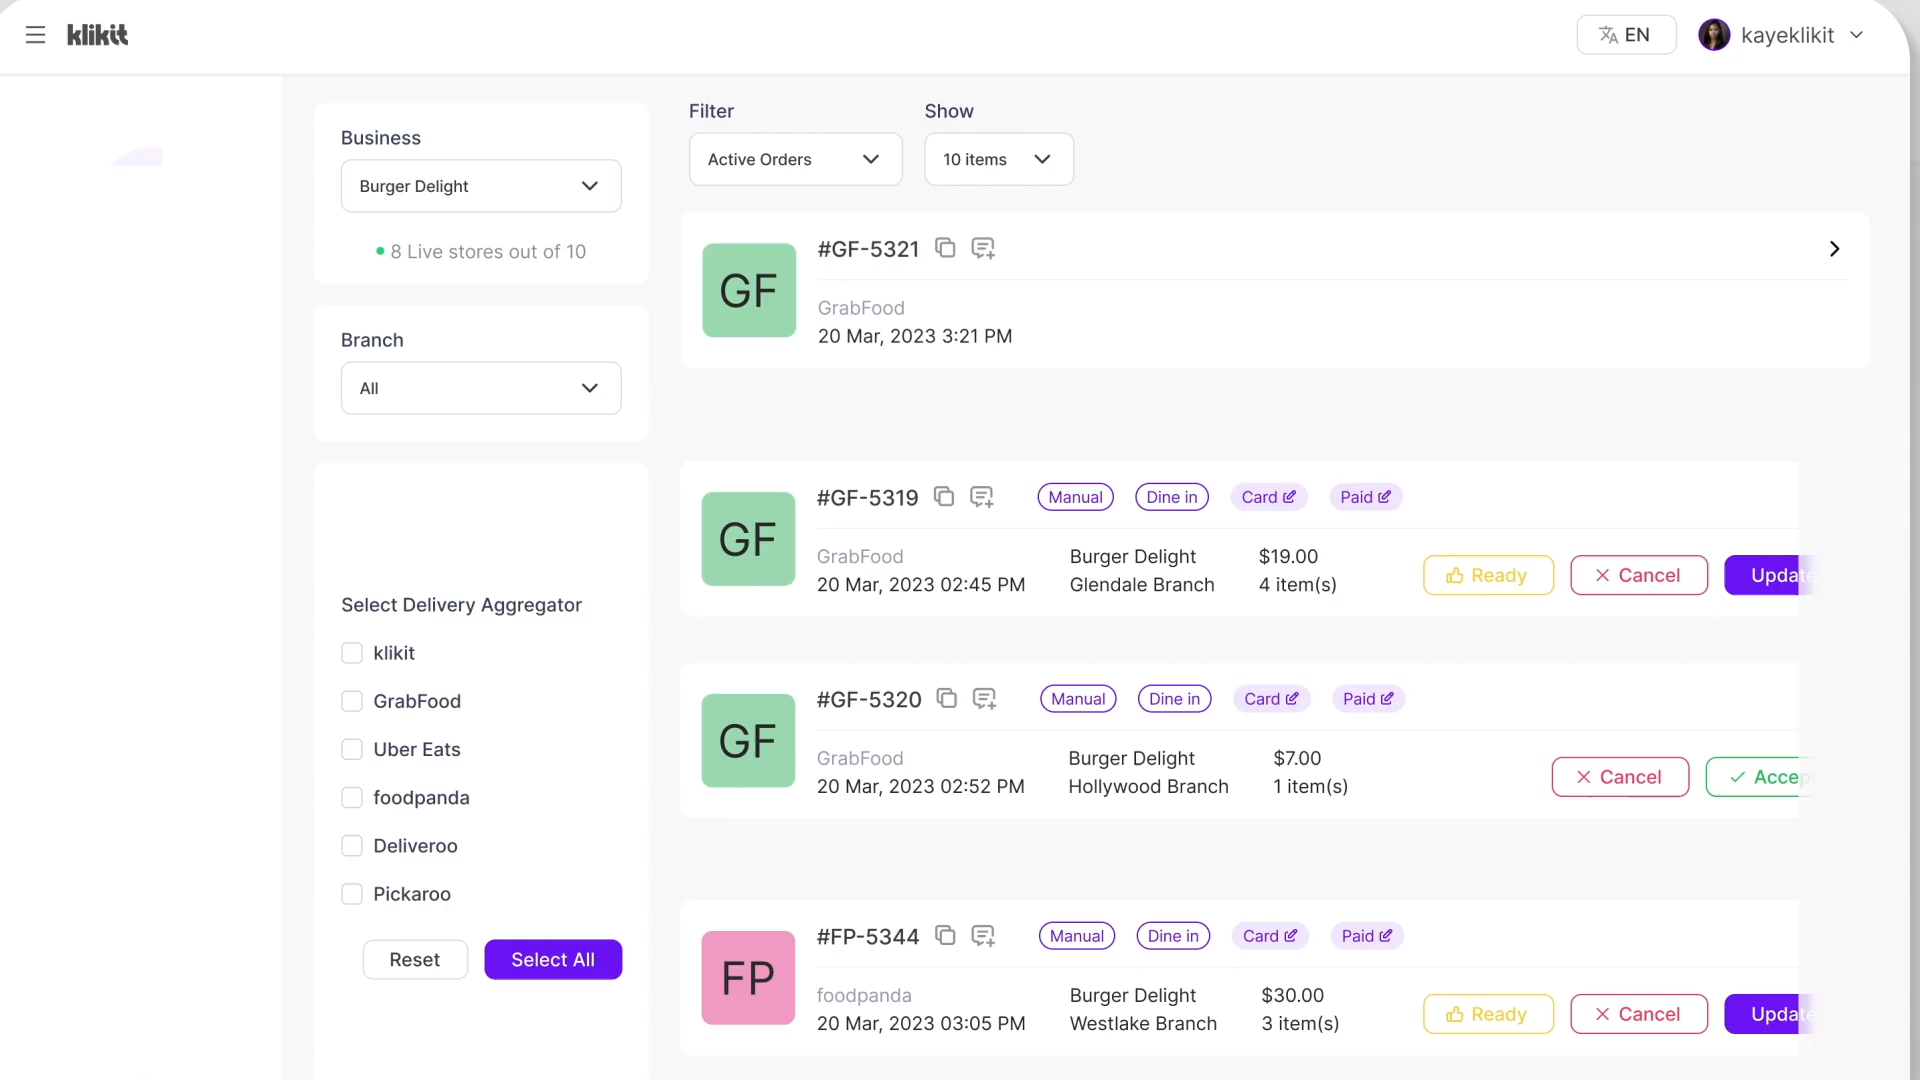 klikit
EN
kayeklikit
Business
Burger Delight
8 Live stores out of 10
Branch
All
Select Delivery Aggregator
klikit
GrabFood
Uber Eats
foodpanda
Deliveroo
Pickaroo
Reset
Select All
Filter
Show
Active Orders
10 items
GF
#GF-5321
GrabFood
20 Mar, 2023 3:21 PM
GF
#GF-5319
Manual
Dine in
Card
Paid
GrabFood
20 Mar, 2023 02:45 PM
Burger Delight
Glendale Branch
$19.00
4 item(s)
Ready
Cancel
Update
GF
#GF-5320
Manual
Dine in
Card
Paid
GrabFood
20 Mar, 2023 02:52 PM
Burger Delight
Hollywood Branch
$7.00
1 item(s)
Cancel
Accep
FP
#FP-5344
Manual
Dine in
Card
Paid
foodpanda
20 Mar, 2023 03:05 PM
Burger Delight
Westlake Branch
$30.00
3 item(s)
Ready
Cancel
Update